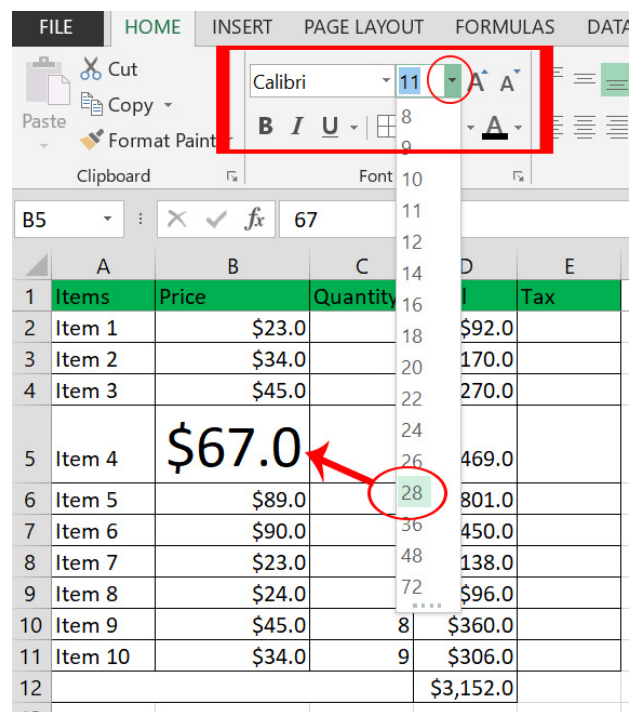 FILE HOME INSERT PAGE LAYOUT FORMULAS DATA
Cut
Copy
Paste
Format Painter
Clipboard
Calibri 11
A A
B I U A
Font
8
9
10
11
12
14
16
18
20
22
24
26
28
36
48
72
B5 fx 67
A B C D E
1 Items Price Quantity l Tax
2 Item 1 $23.0 $92.0
3 Item 2 $34.0 170.0
4 Item 3 $45.0 270.0
5 Item 4 $67.0 469.0
6 Item 5 $89.0 801.0
7 Item 6 $90.0 450.0
8 Item 7 $23.0 138.0
9 Item 8 $24.0 $96.0
10 Item 9 $45.0 8 $360.0
11 Item 10 $34.0 9 $306.0
12 $3,152.0